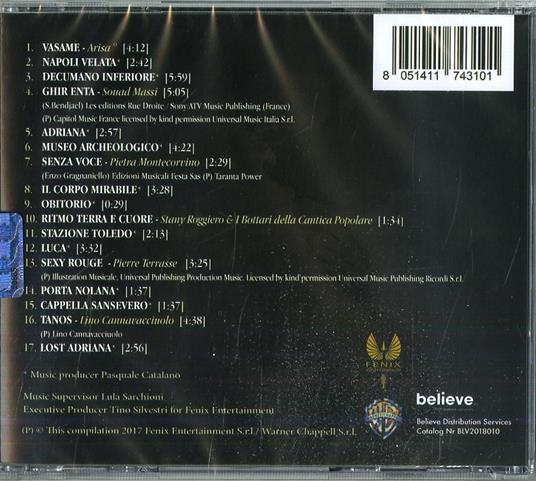 1. VASAME - Arisa ° [4:12]
2. NAPOLI VELATA* [2:42]
3. DECUMANO INFERIORE* [5:59]
4. GHIR ENTA - Souad Massi [5:05]
(S.Bendjael) Les editions Rue Droite / Sony ATV Music Publishing (France)
(P) Capitol Music France licensed by kind permission Universal Music Italia S.r.l.
5. ADRIANA* [2:57]
6. MUSEO ARCHEOLOGICO* [4:22]
7. SENZA VOCE - Pietra Montecorvino [2:29]
(Enzo Gragnaniello) Edizioni Musicali Festa Sas (P) Taranta Power
8. IL CORPO MIRABILE* [3:28]
9. OBITORIO* [0:29]
10. RITMO TERRA E CUORE - Stany Roggiero & I Bottari della Cantica Popolare [1:34]
11. STAZIONE TOLEDO* [2:13]
12. LUCA* [3:32]
13. SEXY ROUGE - Pierre Terrasse [3:25]
(P) Illustration Musicale, Universal Publishing Production Music. Licensed by kind permission Universal Music Publishing Ricordi S.r.l.
14. PORTA NOLANA* [1:37]
15. CAPPELLA SANSEVERO* [1:37]
16. TANOS - Lino Cannavacciuolo [4:38]
(P) Lino Cannavacciuolo
17. LOST ADRIANA* [2:56]
* Music producer Pasquale Catalano
Music Supervisor Lula Sarchioni
Executive Producer Tino Silvestri for Fenix Entertainment
(P) © This compilation 2017 Fenix Entertainment S.r.l./ Warner Chappell S.r.l.
8 051411 743101
FENIX
believe
Believe Distribution Services
Catolog Nr BLV2018010